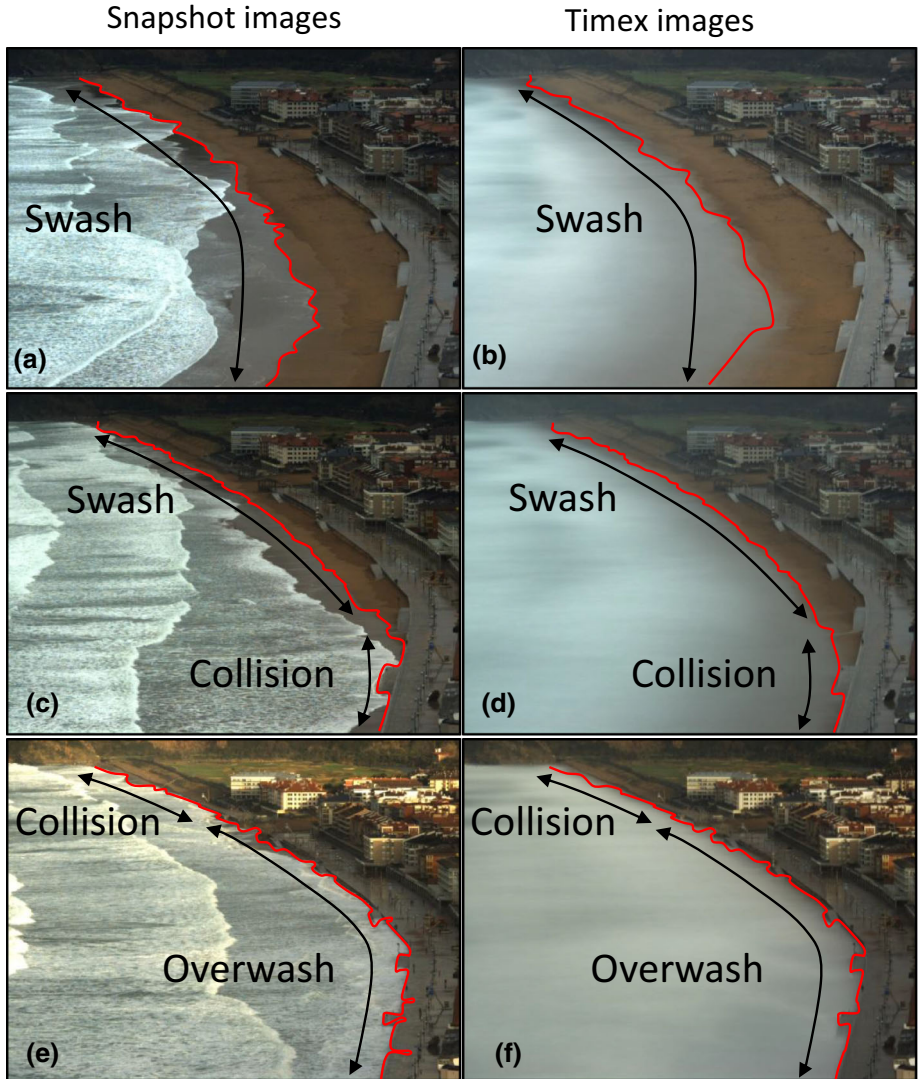 Snapshot images
Timex images
Swash
(a)
Swash
(b)
Swash
Collision
(c)
Swash
Collision
(d)
Collision
Overwash
(e)
Collision
Overwash
(f)